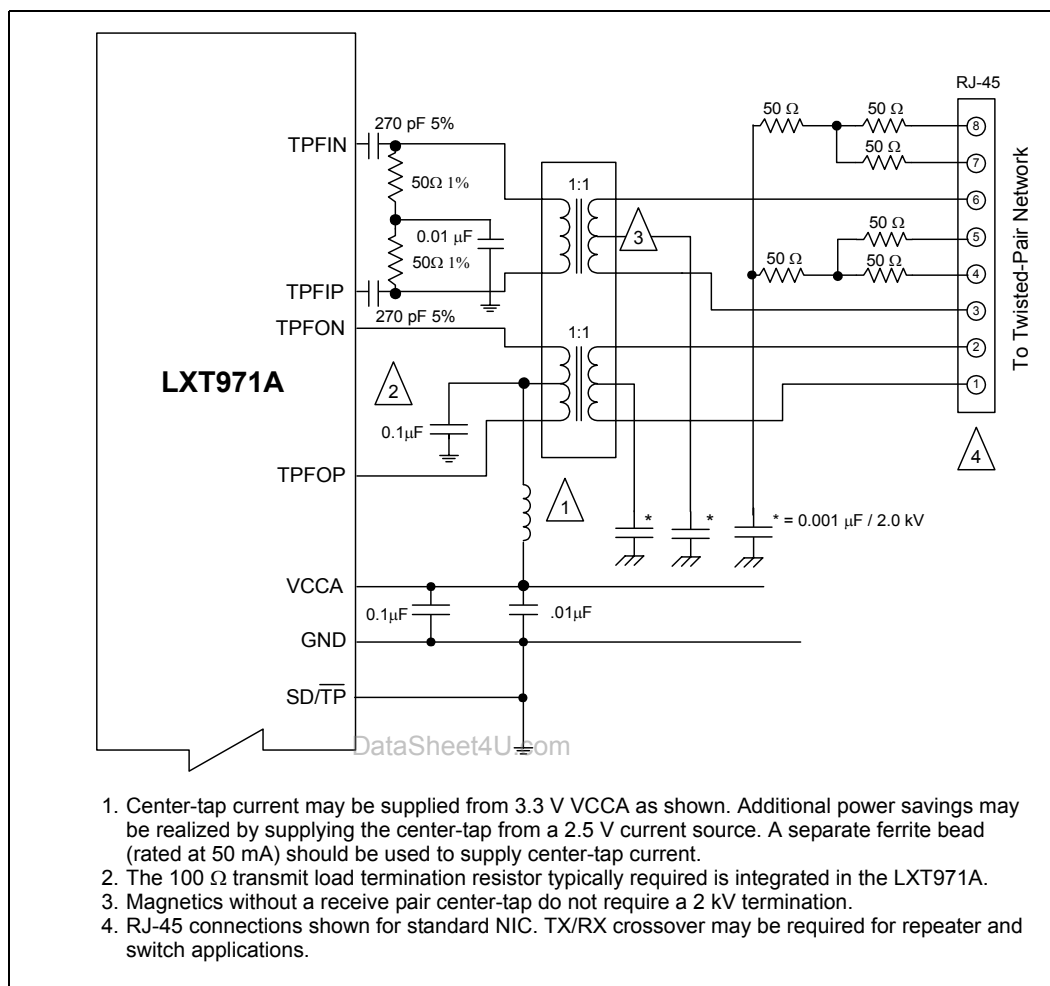 RJ-45
50 Ω
50 Ω
8
270 pF 5%
TPFIN
50 Ω
7
50Ω 1%
1:1
6
3
50 Ω
5
0.01 µF
50 Ω
50 Ω
4
50Ω 1%
TPFIP
3
270 pF 5%
TPFON
1:1
2
LXT971A
2
1
To Twisted-Pair Network
0.1µF
4
TPFOP
1
*
*
* = 0.001 µF / 2.0 kV
VCCA
0.1µF
.01µF
GND
SD/T̅P̅
DataSheet4U.com
1. Center-tap current may be supplied from 3.3 V VCCA as shown. Additional power savings may
be realized by supplying the center-tap from a 2.5 V current source. A separate ferrite bead
(rated at 50 mA) should be used to supply center-tap current.
2. The 100 Ω transmit load termination resistor typically required is integrated in the LXT971A.
3. Magnetics without a receive pair center-tap do not require a 2 kV termination.
4. RJ-45 connections shown for standard NIC. TX/RX crossover may be required for repeater and
switch applications.